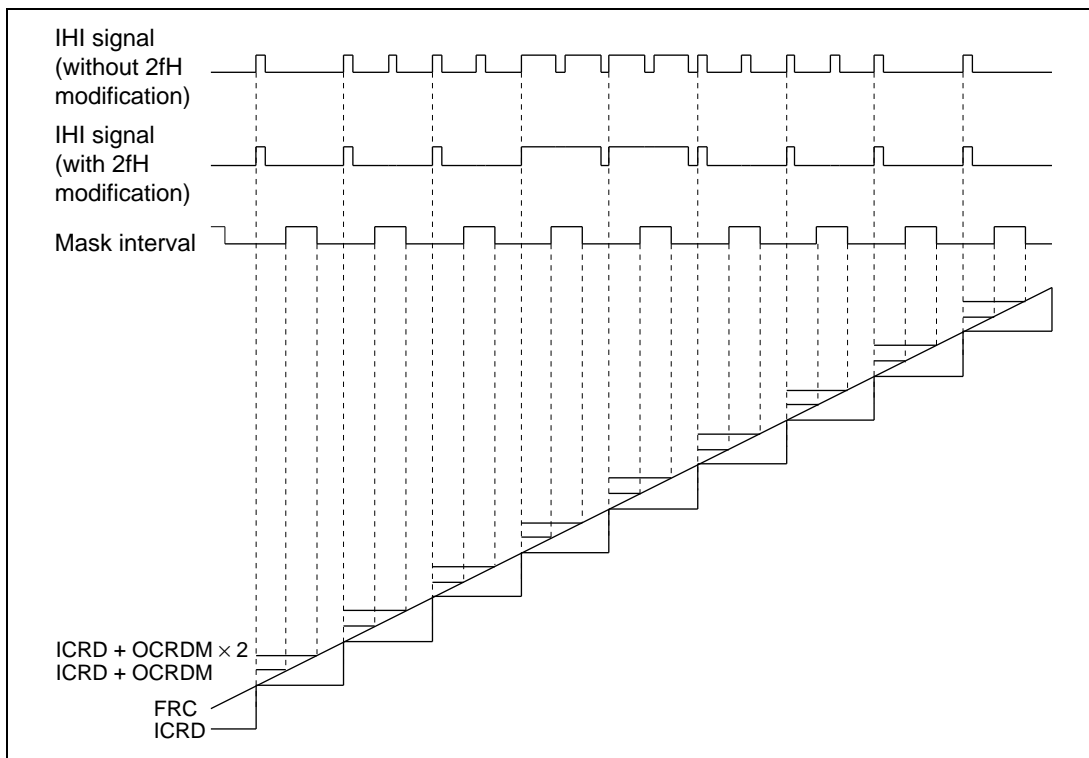 IHI signal
(without 2fH
modification)
IHI signal
(with 2fH
modification)
Mask interval
ICRD + OCRDM × 2
ICRD + OCRDM
FRC
ICRD